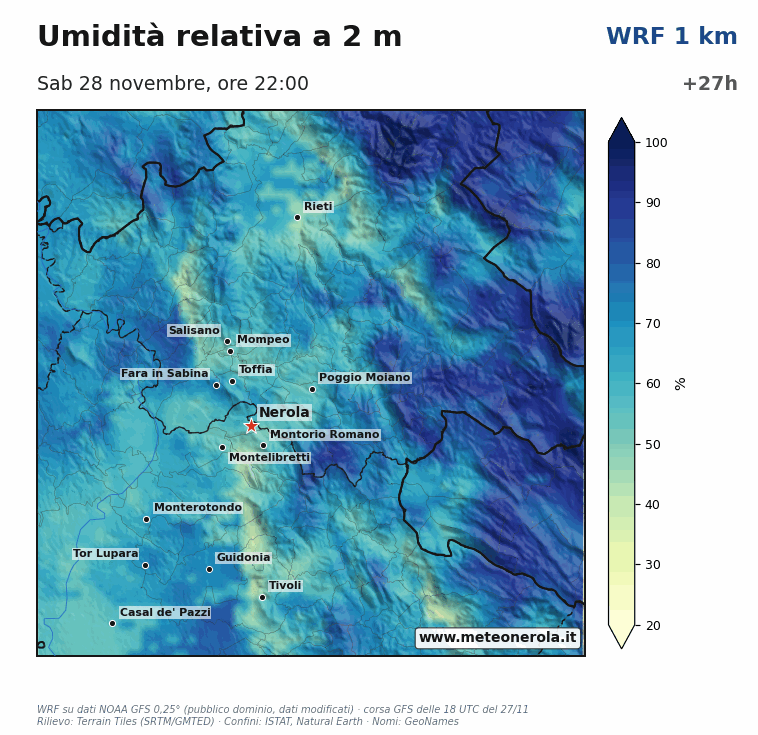 Umidità relativa a 2 m
WRF 1 km
Sab 28 novembre, ore 22:00
+27h
Rieti
Salisano
Mompeo
Toffia
Fara in Sabina
Poggio Moiano
Nerola
Montorio Romano
Montelibretti
Monterotondo
Tor Lupara
Guidonia
Tivoli
Casal de' Pazzi
www.meteonerola.it
100
90
80
70
60
50
40
30
20
%
WRF su dati NOAA GFS 0,25° (pubblico dominio, dati modificati) · corsa GFS delle 18 UTC del 27/11
Rilievo: Terrain Tiles (SRTM/GMTED) · Confini: ISTAT, Natural Earth · Nomi: GeoNames